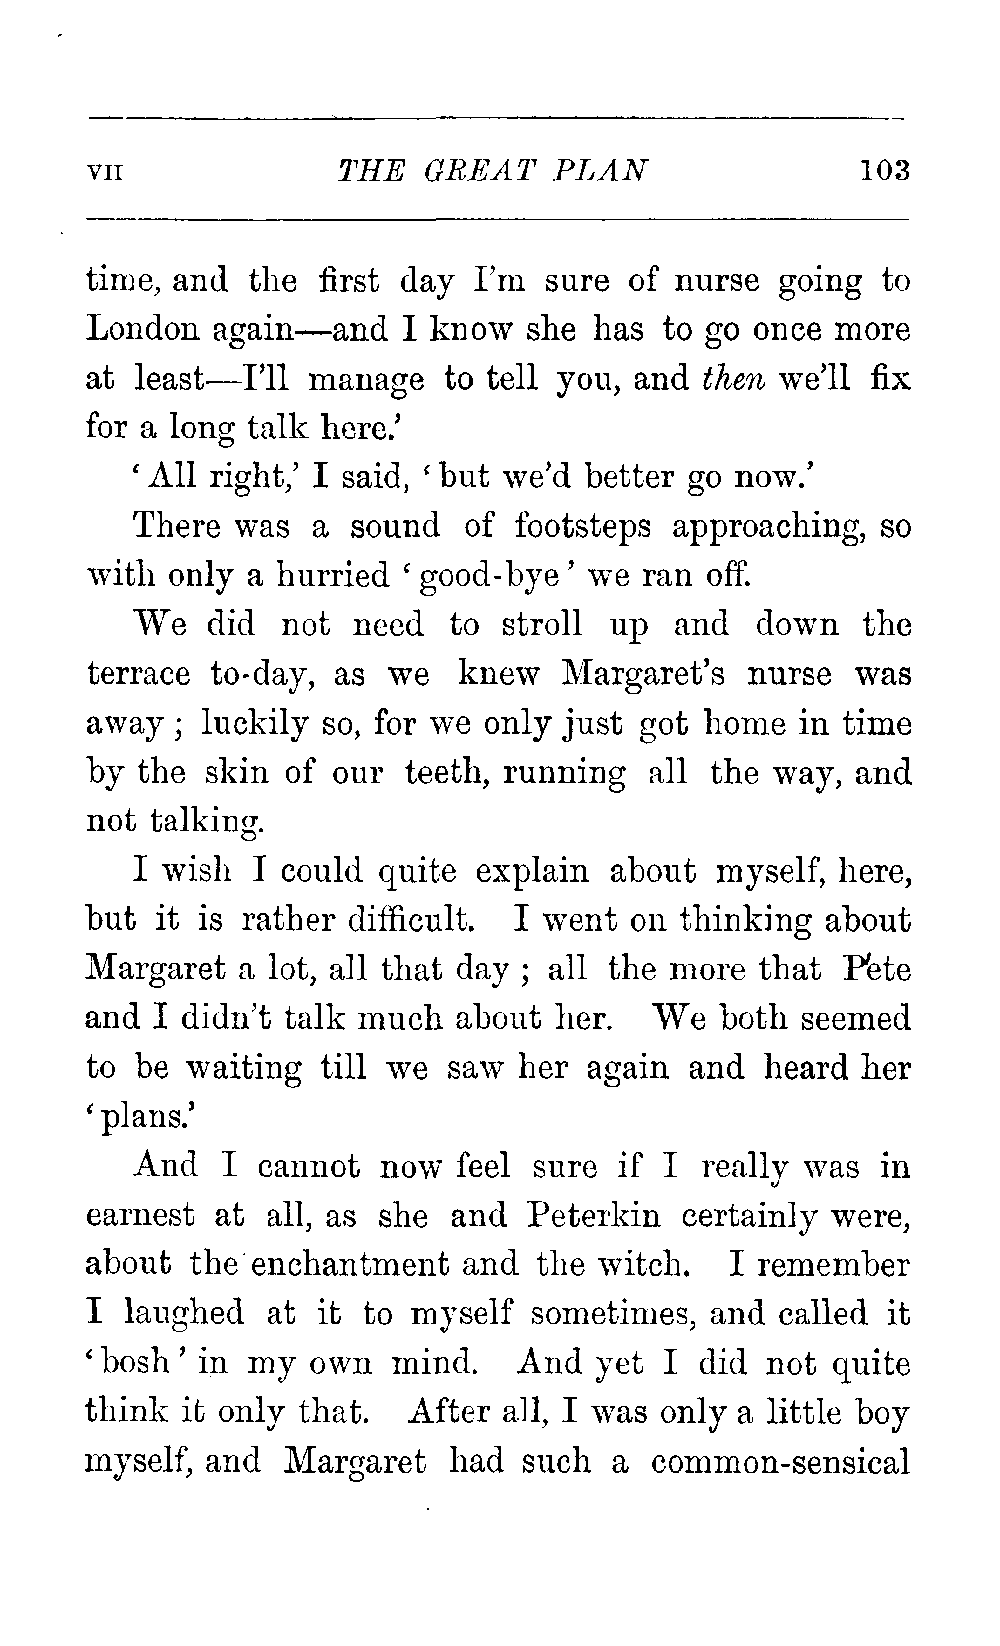 VII THE GREAT PLAN 103
time, and the first day I'm sure of nurse going to
London again—and I know she has to go once more
at least—I'll manage to tell you, and then we'll fix
for a long talk here.'
'All right,' I said, 'but we'd better go now.'
There was a sound of footsteps approaching, so
with only a hurried 'good-bye' we ran off.
We did not need to stroll up and down the
terrace to-day, as we knew Margaret's nurse was
away; luckily so, for we only just got home in time
by the skin of our teeth, running all the way, and
not talking.
I wish I could quite explain about myself, here,
but it is rather difficult. I went on thinking about
Margaret a lot, all that day; all the more that Pete
and I didn't talk much about her. We both seemed
to be waiting till we saw her again and heard her
'plans.'
And I cannot now feel sure if I really was in
earnest at all, as she and Peterkin certainly were,
about the enchantment and the witch. I remember
I laughed at it to myself sometimes, and called it
'bosh' in my own mind. And yet I did not quite
think it only that. After all, I was only a little boy
myself, and Margaret had such a common-sensical